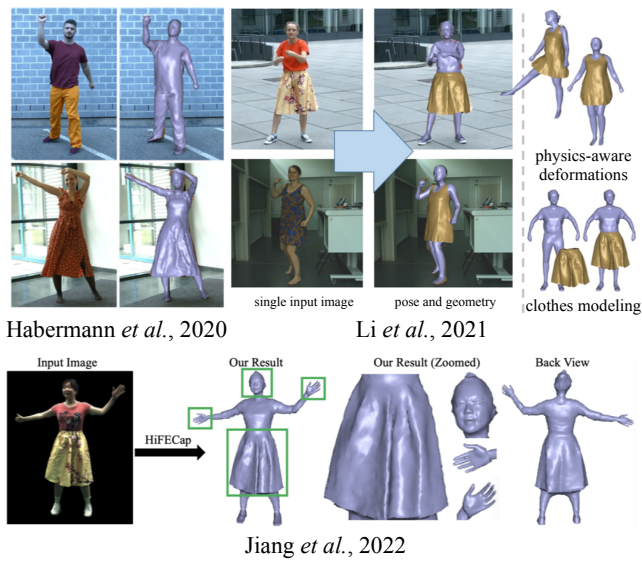 physics-aware
deformations
single input image
pose and geometry
clothes modeling
Habermann et al., 2020
Li et al., 2021
Input Image
Our Result
Our Result (Zoomed)
Back View
HiFECap
Jiang et al., 2022